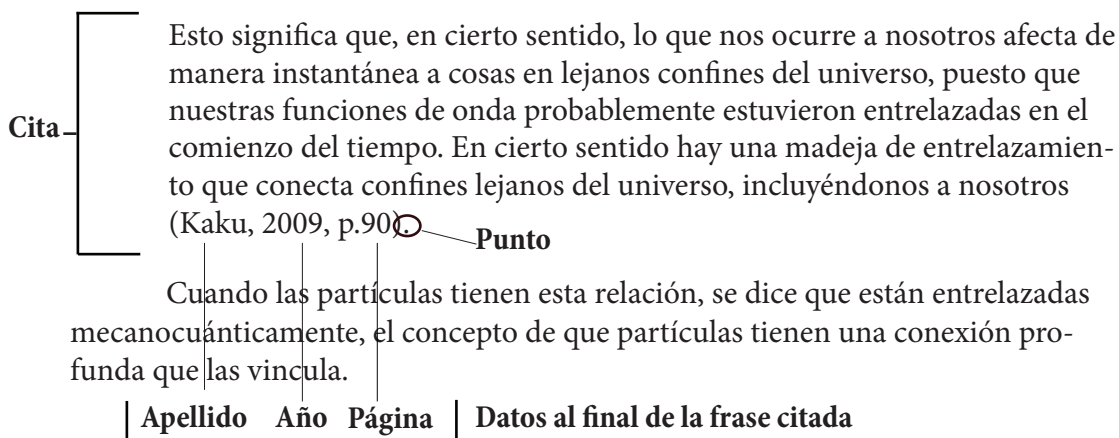 Esto significa que, en cierto sentido, lo que nos ocurre a nosotros afecta de
manera instantánea a cosas en lejanos confines del universo, puesto que
nuestras funciones de onda probablemente estuvieron entrelazadas en el
Cita
comienzo del tiempo. En cierto sentido hay una madeja de entrelazamien-
to que conecta confines lejanos del universo, incluyéndonos a nosotros
(Kaku, 2009, p.90).
Punto
Cuando las partículas tienen esta relación, se dice que están entrelazadas
mecanocuánticamente, el concepto de que partículas tienen una conexión pro-
funda que las vincula.
Apellido Año Página Datos al final de la frase citada